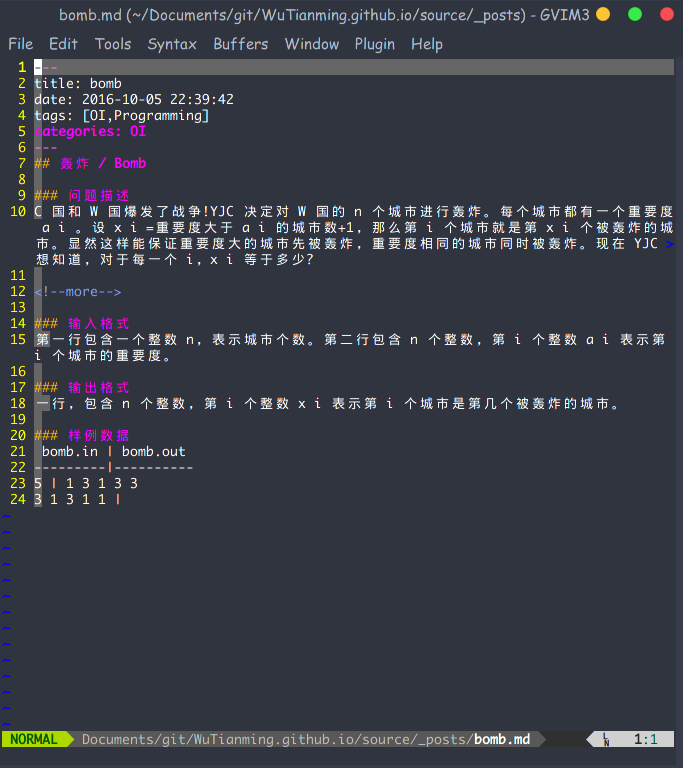 bomb.md (~/Documents/git/WuTianming.github.io/source/_posts) - GVIM3
File Edit Tools Syntax Buffers Window Plugin Help
1 ---
2 title: bomb
3 date: 2016-10-05 22:39:42
4 tags: [OI,Programming]
5 categories: OI
6 ---
7 ## 轰炸 / Bomb
8
9 ### 问题描述
10 C 国和 W 国爆发了战争!YJC 决定对 W 国的 n 个城市进行轰炸。每个城市都有一个重要度
ai。设 xi=重要度大于 ai 的城市数+1，那么第 i 个城市就是第 xi 个被轰炸的城
市。显然这样能保证重要度大的城市先被轰炸，重要度相同的城市同时被轰炸。现在 YJC >
想知道，对于每一个 i，xi 等于多少?
11
12 <!--more-->
13
14 ### 输入格式
15 第一行包含一个整数 n，表示城市个数。第二行包含 n 个整数，第 i 个整数 ai 表示第
i 个城市的重要度。
16
17 ### 输出格式
18 一行，包含 n 个整数，第 i 个整数 xi 表示第 i 个城市是第几个被轰炸的城市。
19
20 ### 样例数据
21 bomb.in | bomb.out
22 ---------|----------
23 5 | 1 3 1 3 3
24 3 1 3 1 1 |
~
~
~
~
~
~
~
~
~
~
~
~
~
~
NORMAL Documents/git/WuTianming.github.io/source/_posts/bomb.md LN 1:1